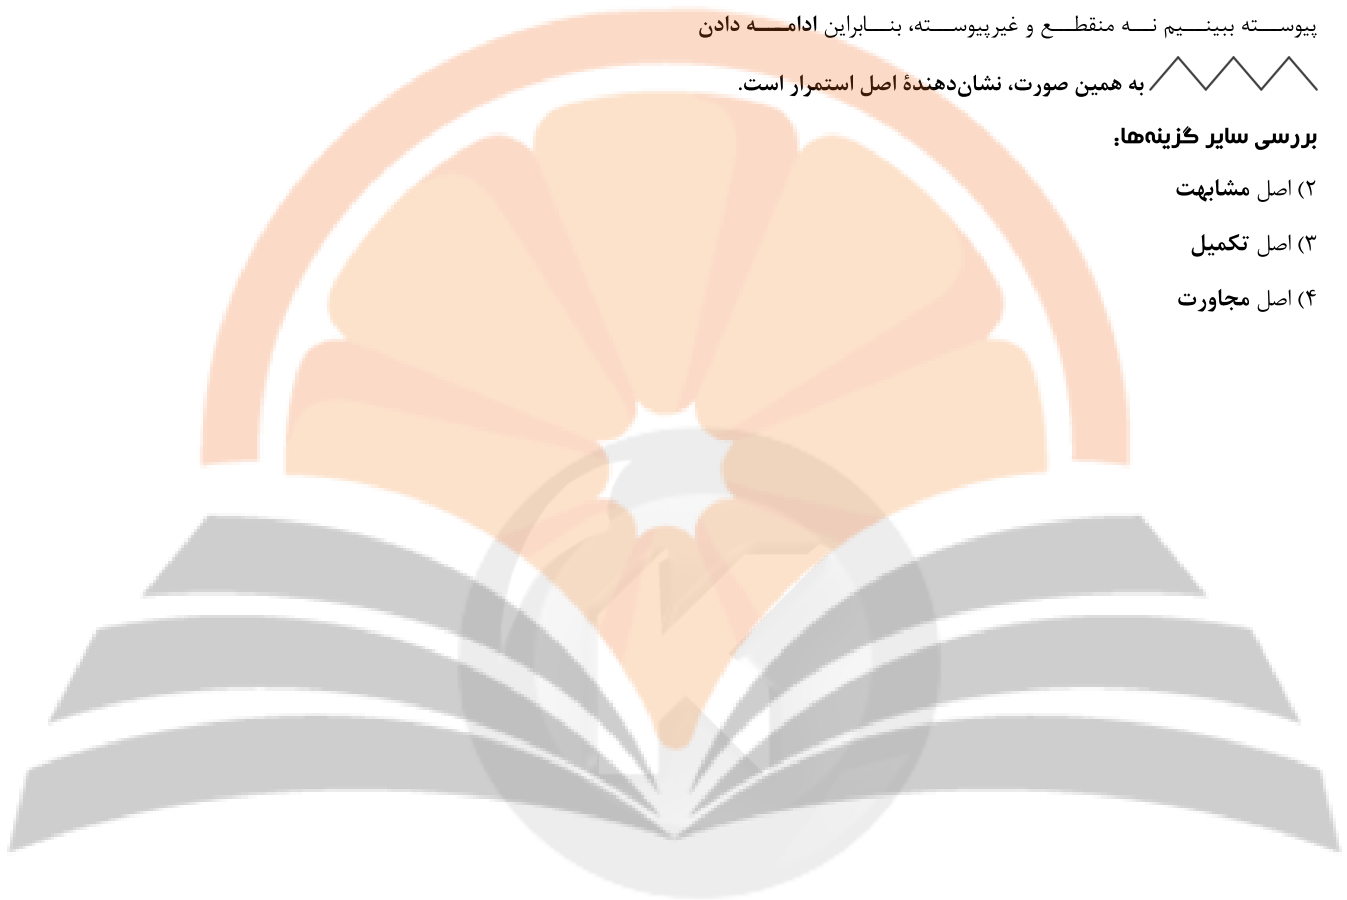 پیوسته ببینیم نه منقطع و غیرپیوسته، بنابراین ادامه دادن
به همین صورت، نشان‌دهندهٔ اصل استمرار است.
بررسی سایر گزینه‌ها:
۲) اصل مشابهت
۳) اصل تکمیل
۴) اصل مجاورت